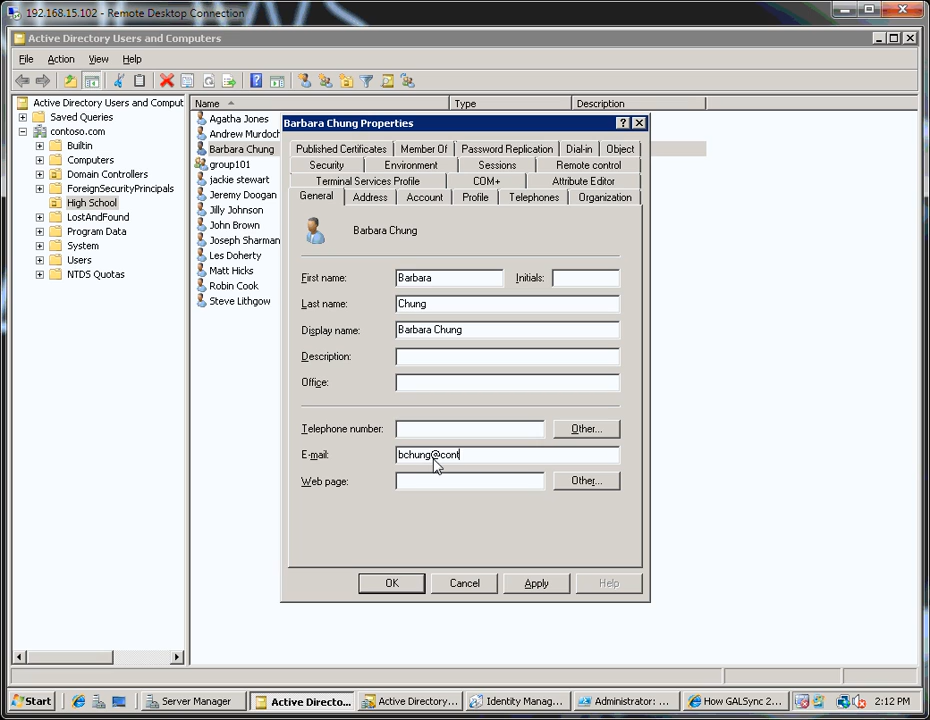 192.168.15.102 - Remote Desktop Connection
Active Directory Users and Computers
File Action View Help
Active Directory Users and Comput
Saved Queries
contoso.com
Builtin
Computers
Domain Controllers
ForeignSecurityPrincipals
High School
LostAndFound
Program Data
System
Users
NTDS Quotas
Name Type Description
Agatha Jones
Andrew Murdoch
Barbara Chung
group101
jackie stewart
Jeremy Doogan
Jilly Johnson
John Brown
Joseph Sharman
Les Doherty
Matt Hicks
Robin Cook
Steve Lithgow
Barbara Chung Properties
Published Certificates Member Of Password Replication Dial-in Object
Security Environment Sessions Remote control
Terminal Services Profile COM+ Attribute Editor
General Address Account Profile Telephones Organization
Barbara Chung
First name: Barbara Initials:
Last name: Chung
Display name: Barbara Chung
Description:
Office:
Telephone number: Other...
E-mail: bchung@cont
Web page: Other...
OK Cancel Apply Help
Start Server Manager Active Directo... Active Directory... Identity Manag... Administrator: ... How GALSync 2... 2:12 PM